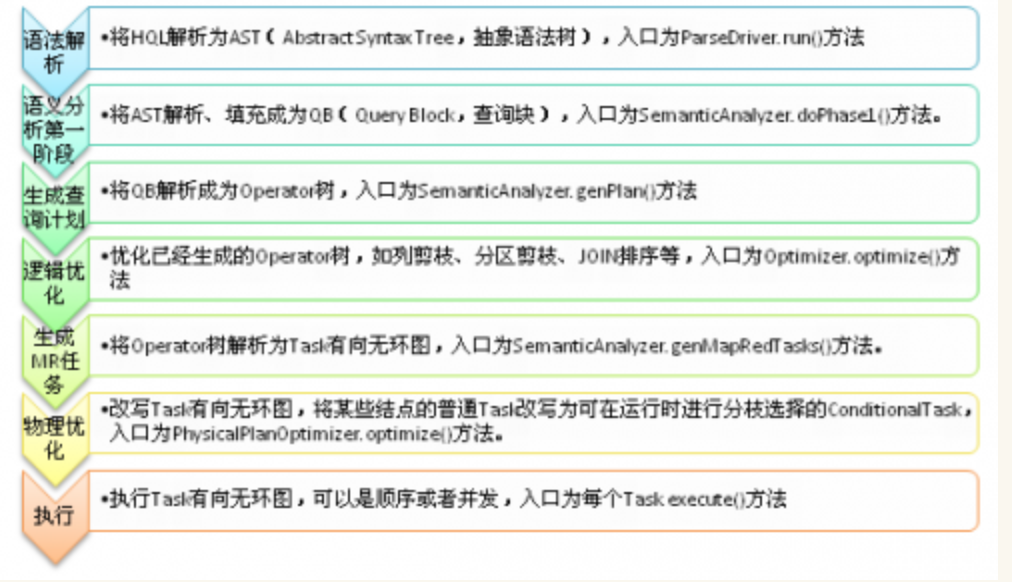 语法解
析
•将HQL解析为AST（AbstractSyntaxTree，抽象语法树），入口为ParseDriver.run()方法
语义分
析第一
阶段
•将AST解析、填充成为QB（QueryBlock，查询块），入口为SemanticAnalyzer.doPhase1()方法。
生成查
询计划
•将QB解析成为Operator树，入口为SemanticAnalyzer.genPlan()方法
逻辑优
化
•优化已经生成的Operator树，如列剪枝、分区剪枝、JOIN排序等，入口为Optimizer.optimize()方
法
生成
MR任
务
•将Operator树解析为Task有向无环图，入口为SemanticAnalyzer.genMapRedTasks()方法。
物理优
化
•改写Task有向无环图，将某些结点的普通Task改写为可在运行时进行分枝选择的ConditionalTask，
入口为PhysicalPlanOptimizer.optimize()方法。
执行
•执行Task有向无环图，可以是顺序或者并发，入口为每个Task.execute()方法